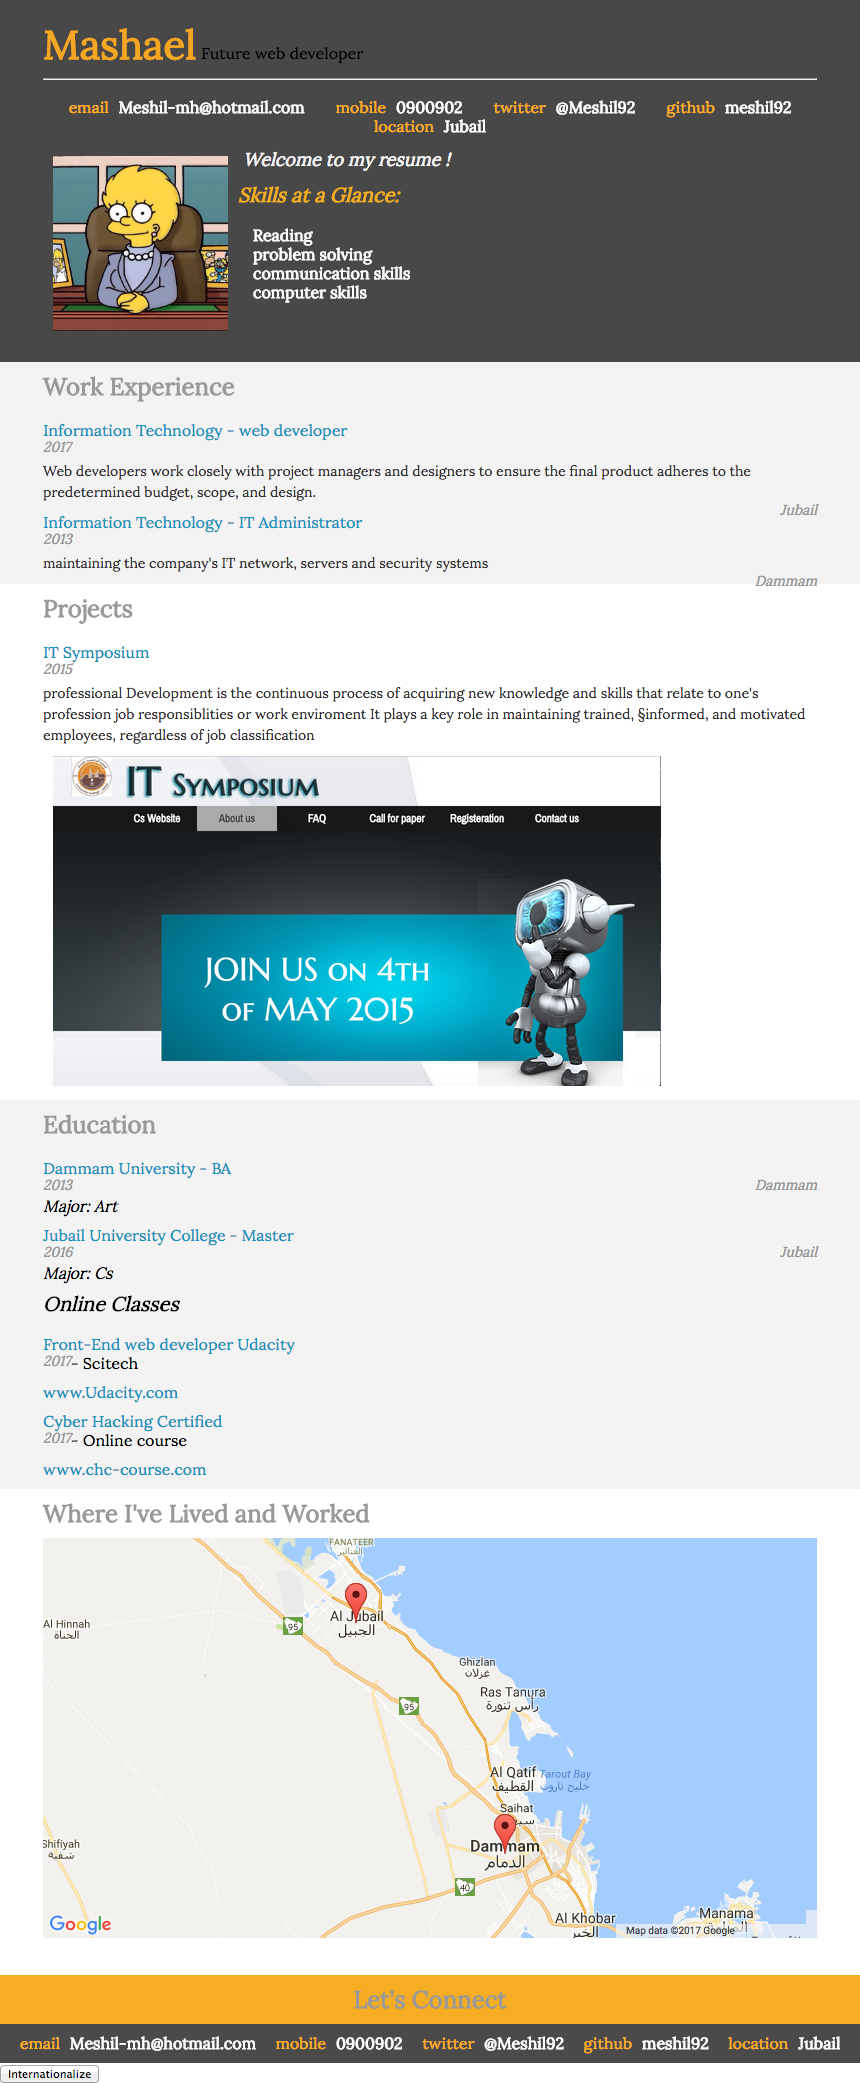 Mashael Future web developer
email Meshil-mh@hotmail.com mobile 0900902 twitter @Meshil92 github meshil92
location Jubail
Welcome to my resume !
Skills at a Glance:
Reading
problem solving
communication skills
computer skills
Work Experience
Information Technology - web developer
2017
Web developers work closely with project managers and designers to ensure the final product adheres to the
predetermined budget, scope, and design.
Jubail
Information Technology - IT Administrator
2013
maintaining the company's IT network, servers and security systems
Dammam
Projects
IT Symposium
2015
professional Development is the continuous process of acquiring new knowledge and skills that relate to one's
profession job responsiblities or work enviroment It plays a key role in maintaining trained, §informed, and motivated
employees, regardless of job classification
IT Symposium
Cs Website About us FAQ Call for paper Registeration Contact us
JOIN US ON 4TH
OF MAY 2015
Education
Dammam University - BA
2013 Dammam
Major: Art
Jubail University College - Master
2016 Jubail
Major: Cs
Online Classes
Front-End web developer Udacity
2017- Scitech
www.Udacity.com
Cyber Hacking Certified
2017- Online course
www.chc-course.com
Where I've Lived and Worked
FANATEER
الفناتير
Al Jubail
الجبيل
95
Al Hinnah
الحناة
Ghizlan
غزلان
Ras Tanura
رأس تنورة
95
Al Qatif
القطيف
Tarout Bay
خليج تاروت
Saihat
Dammam
الدمام
Shifiyah
شفية
40
Al Khobar
الخبر
Manama
Google
Map data ©2017 Google
Let's Connect
email Meshil-mh@hotmail.com mobile 0900902 twitter @Meshil92 github meshil92 location Jubail
Internationalize